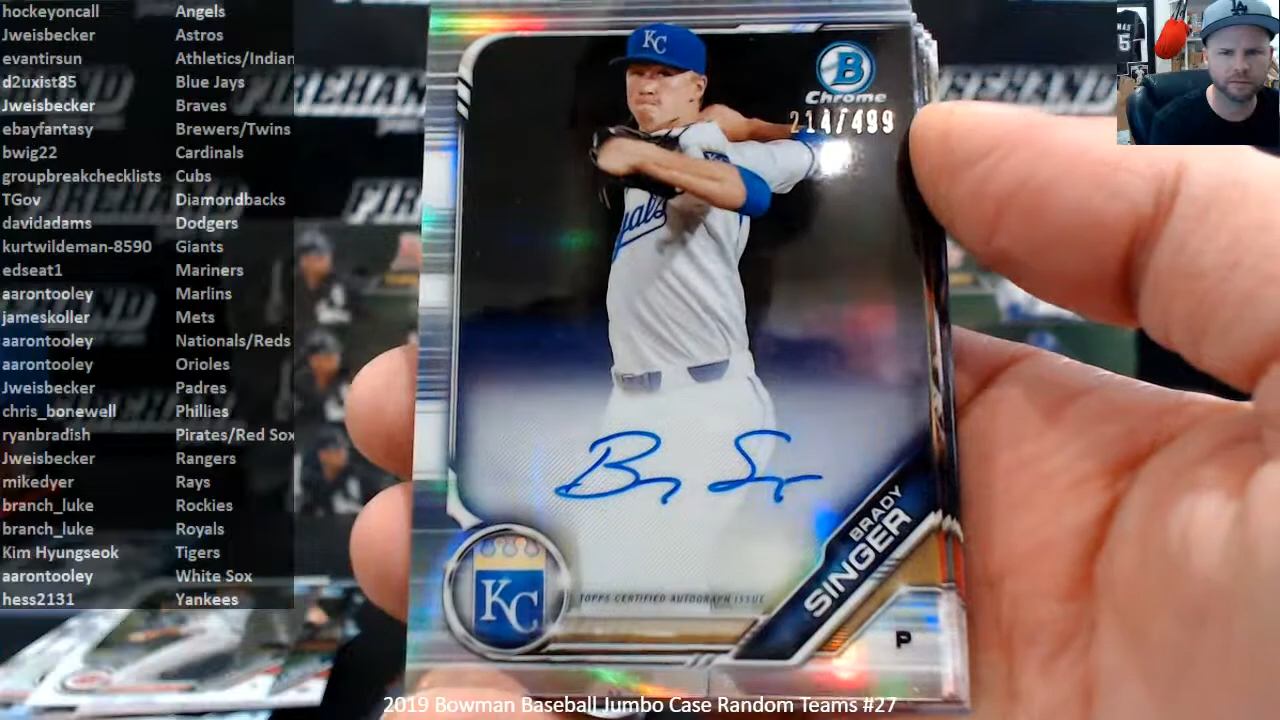 hockeyoncall Angels
Jweisbecker Astros
evantirsun Athletics/Indian
d2uxist85 Blue Jays
Jweisbecker Braves
ebayfantasy Brewers/Twins
bwig22 Cardinals
groupbreakchecklists Cubs
TGov Diamondbacks
davidadams Dodgers
kurtwildeman-8590 Giants
edseat1 Mariners
aarontooley Marlins
jameskoller Mets
aarontooley Nationals/Reds
aarontooley Orioles
Jweisbecker Padres
chris_bonewell Phillies
ryanbradish Pirates/Red Sox
Jweisbecker Rangers
mikedyer Rays
branch_luke Rockies
branch_luke Royals
Kim Hyungseok Tigers
aarontooley White Sox
hess2131 Yankees
KC
B
Chrome
214/499
yals
KC
TOPPS CERTIFIED AUTOGRAPH ISSUE
BRADY
SINGER
P
LA
5
2019 Bowman Baseball Jumbo Case Random Teams #27